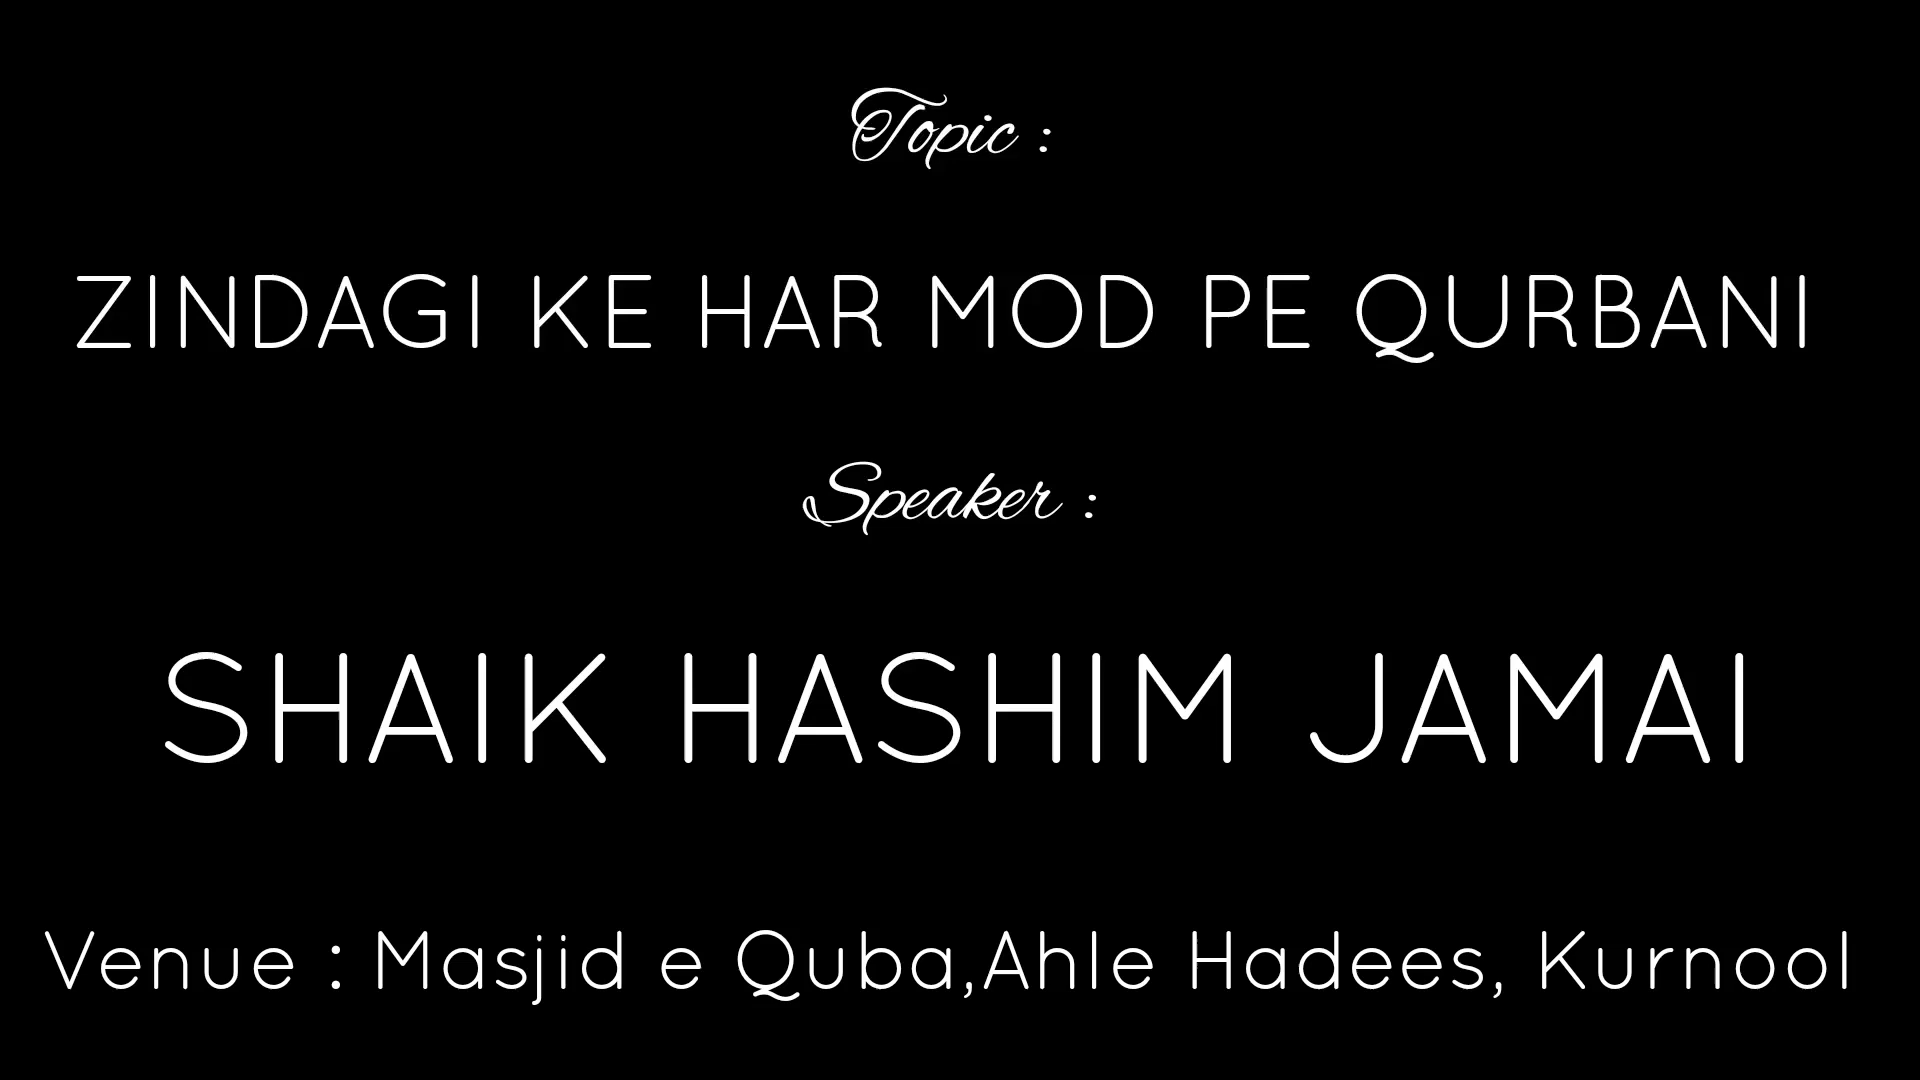 Topic :
ZINDAGI KE HAR MOD PE QURBANI
Speaker :
SHAIK HASHIM JAMAI
Venue : Masjid e Quba,Ahle Hadees, Kurnool